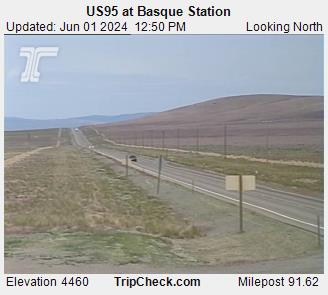 US95 at Basque Station
Updated: Jun 01 2024 12:50 PM Looking North
Elevation 4460 TripCheck.com Milepost 91.62